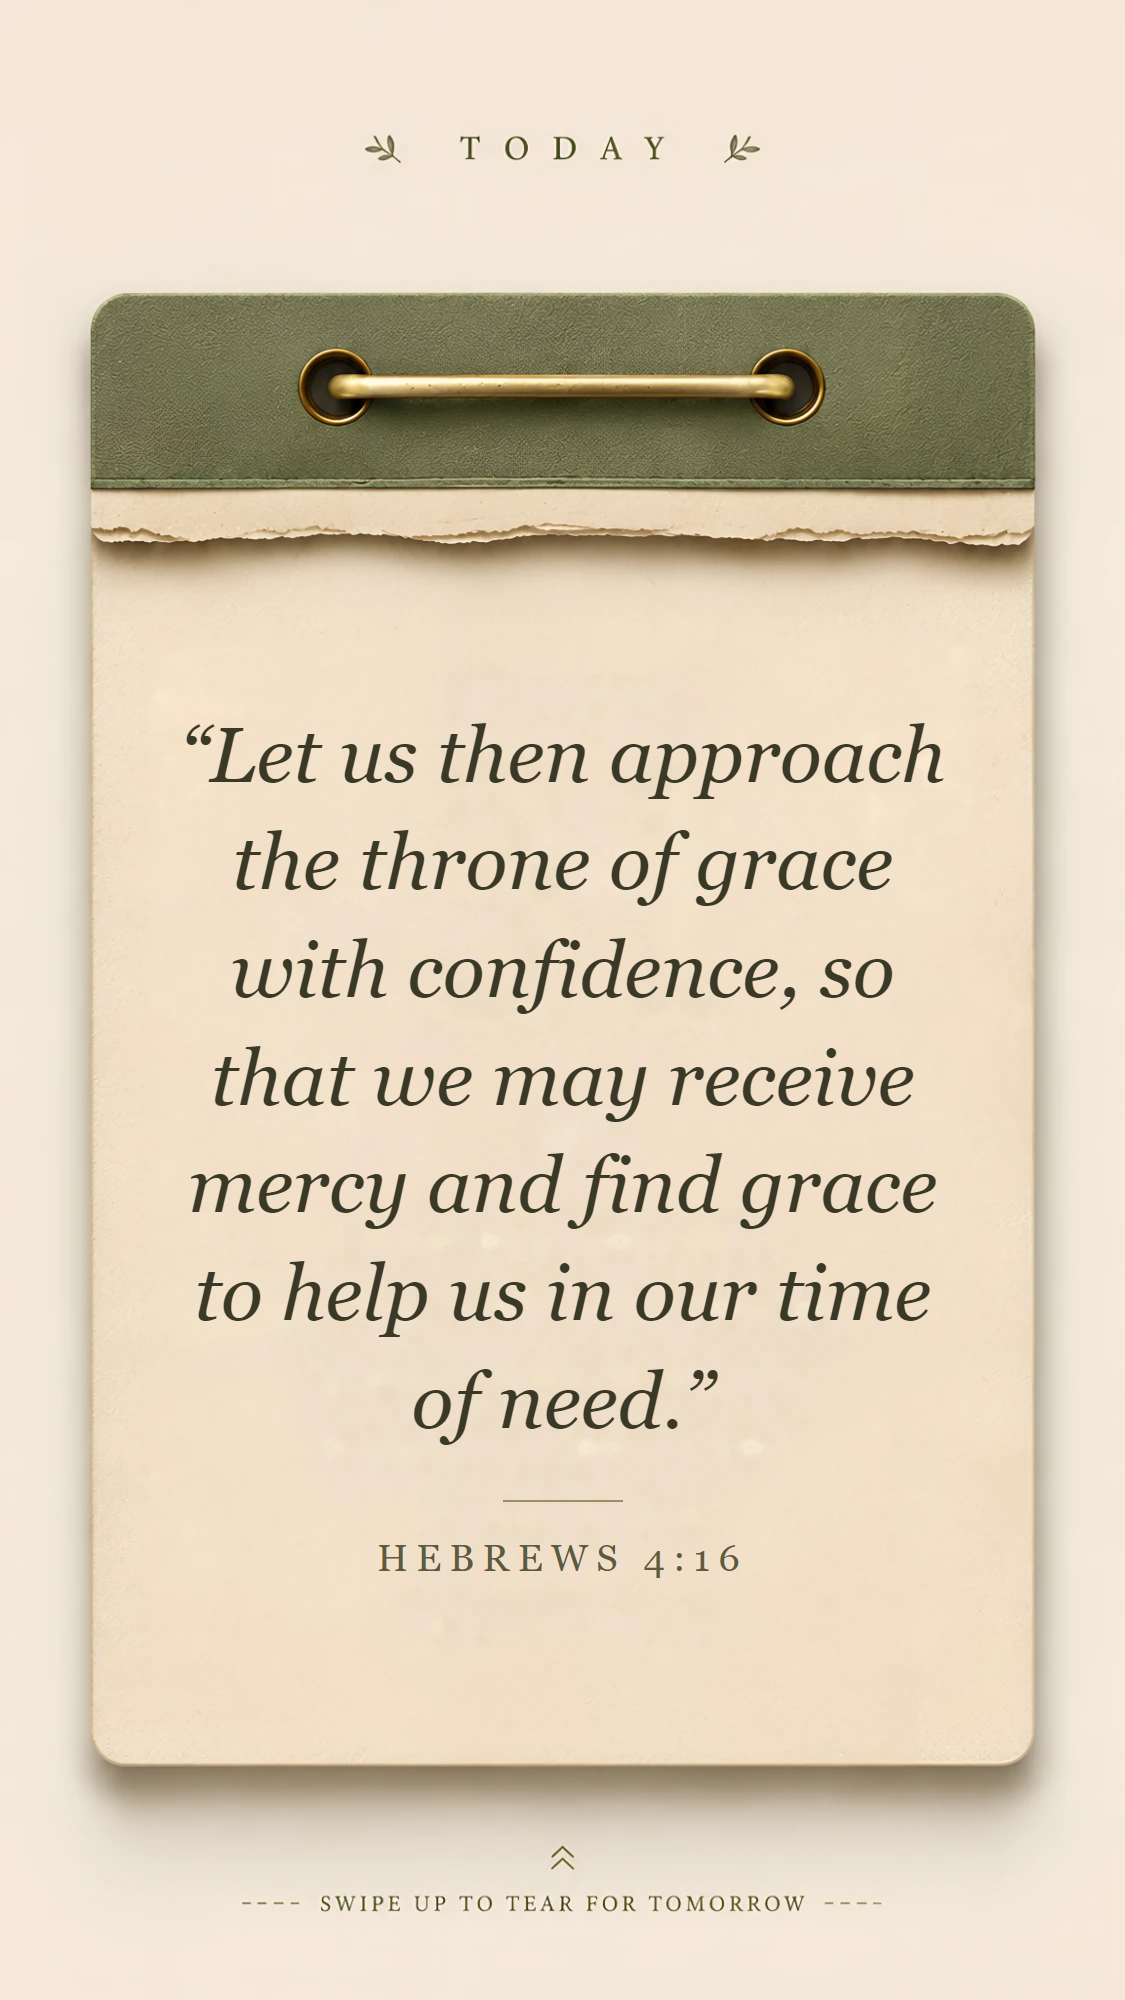 TODAY
“Let us then approach
the throne of grace
with confidence, so
that we may receive
mercy and find grace
to help us in our time
of need.”
HEBREWS 4:16
SWIPE UP TO TEAR FOR TOMORROW